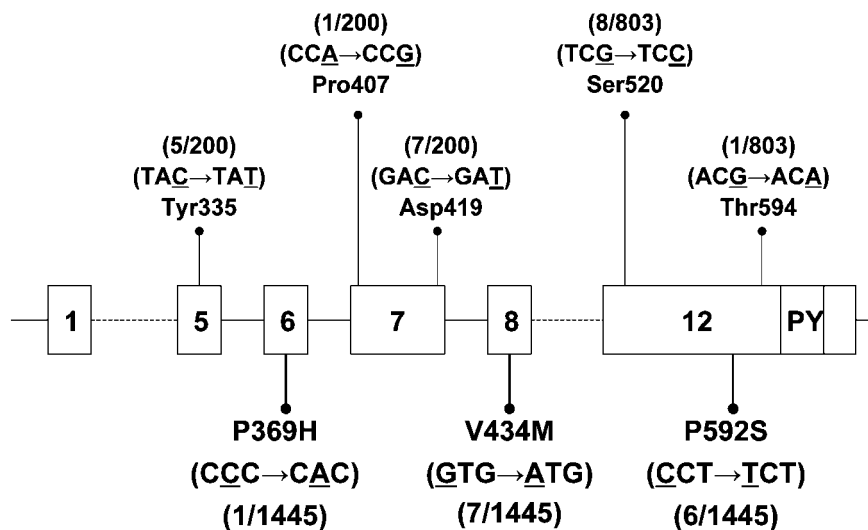 (1/200)
(CCA→CCG)
Pro407
(8/803)
(TCG→TCC)
Ser520
(5/200)
(TAC→TAT)
Tyr335
(7/200)
(GAC→GAT)
Asp419
(1/803)
(ACG→ACA)
Thr594
1
5
6
7
8
12
PY
P369H
(CCC→CAC)
(1/1445)
V434M
(GTG→ATG)
(7/1445)
P592S
(CCT→TCT)
(6/1445)